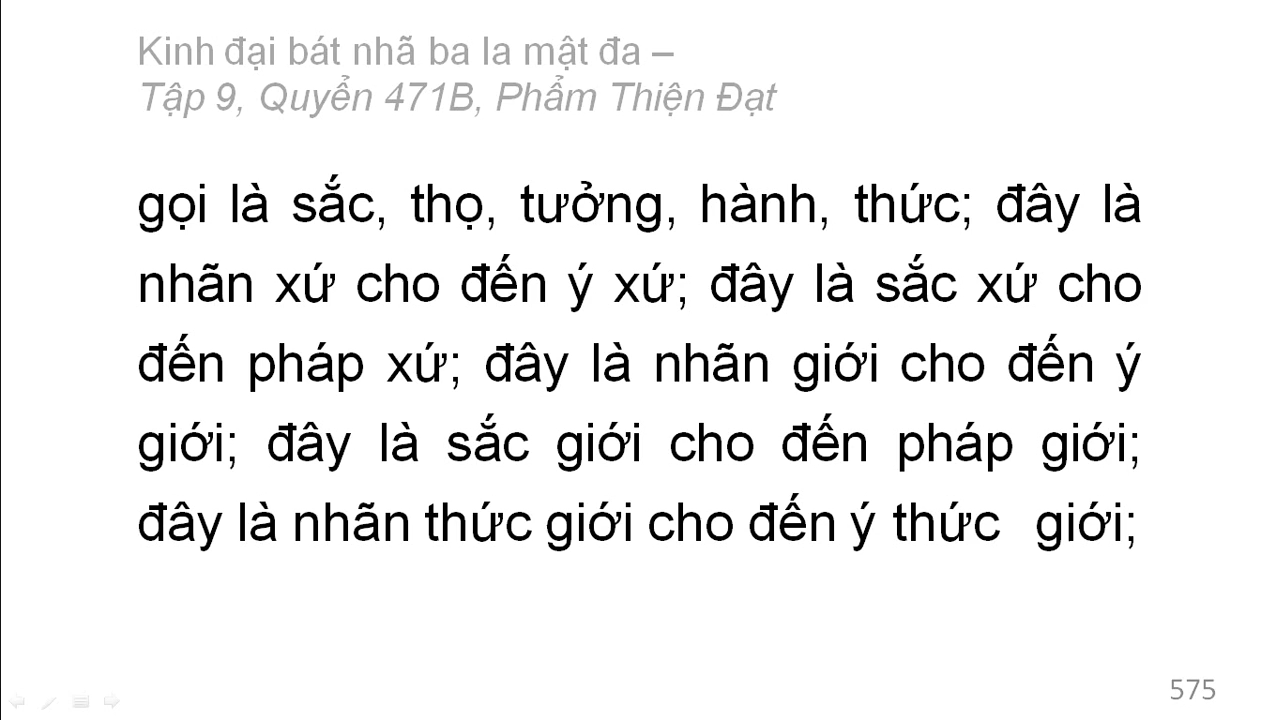 Kinh đại bát nhã ba la mật đa –
Tập 9, Quyển 471B, Phẩm Thiện Đạt
gọi là sắc, thọ, tưởng, hành, thức; đây là
nhãn xứ cho đến ý xứ; đây là sắc xứ cho
đến pháp xứ; đây là nhãn giới cho đến ý
giới; đây là sắc giới cho đến pháp giới;
đây là nhãn thức giới cho đến ý thức giới;
575